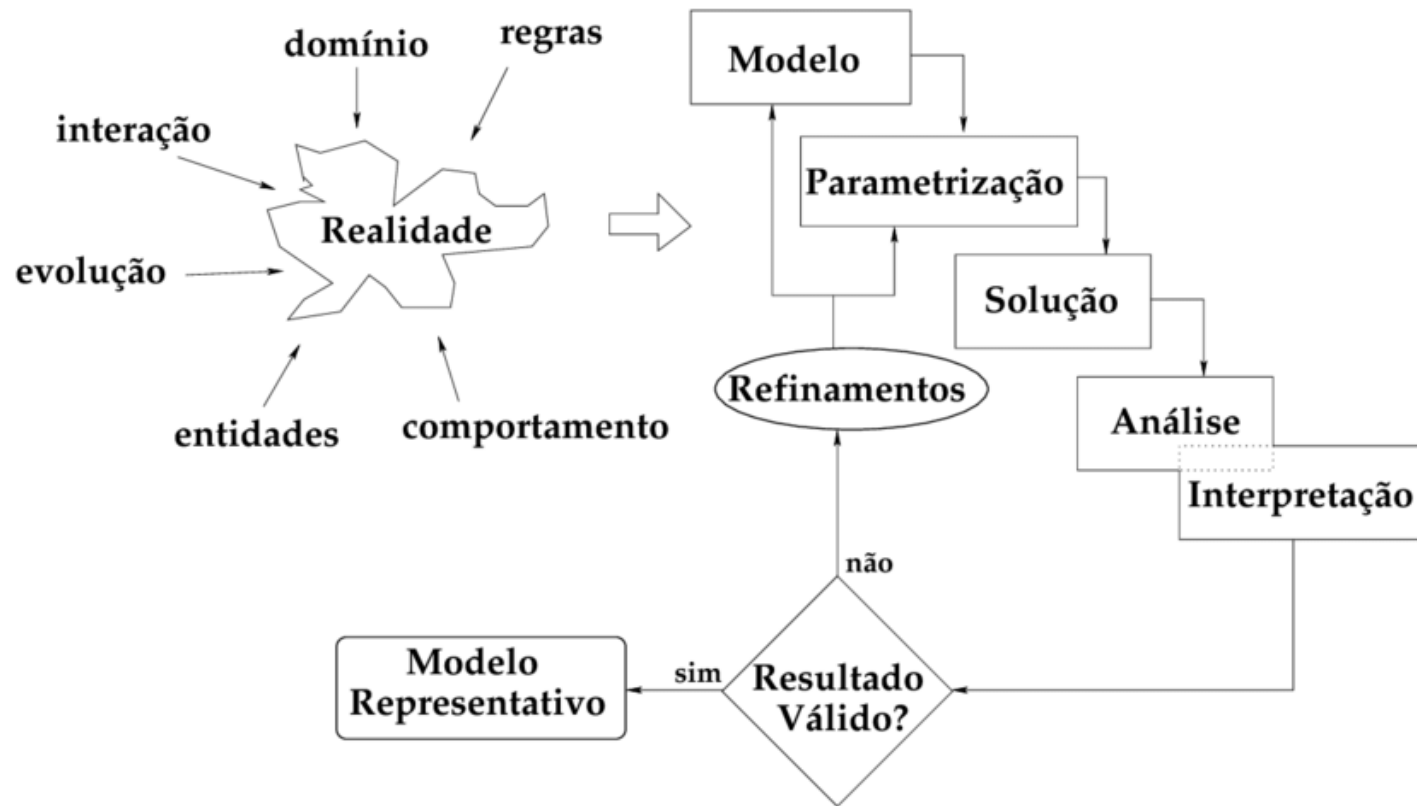 domínio
regras
interação
Realidade
evolução
entidades
comportamento
Modelo
Parametrização
Solução
Refinamentos
Análise
Interpretação
não
sim
Resultado
Válido?
Modelo
Representativo